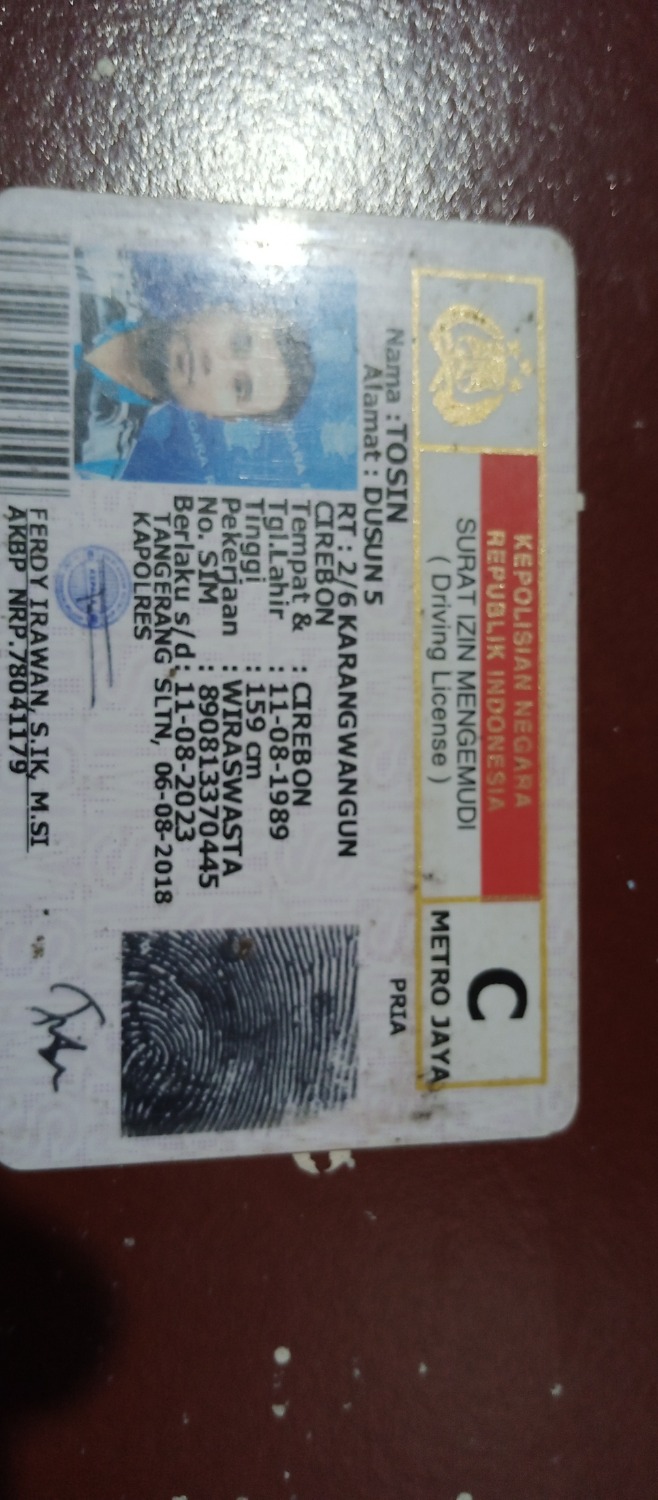 KEPOLISIAN NEGARA
REPUBLIK INDONESIA
SURAT IZIN MENGEMUDI
( Driving License )
C
METRO JAYA
Nama : TOSIN
PRIA
Alamat : DUSUN 5
RT : 2/6 KARANGWANGUN
CIREBON
Tempat & : CIREBON
Tgl.Lahir : 11-08-1989
Tinggi : 159 cm
Pekerjaan : WIRASWASTA
No. SIM : 890813370445
Berlaku s/d : 11-08-2023
TANGERANG SLTN, 06-08-2018
KAPOLRES
FERDY IRAWAN, S.IK, M.SI
AKBP NRP.78041179